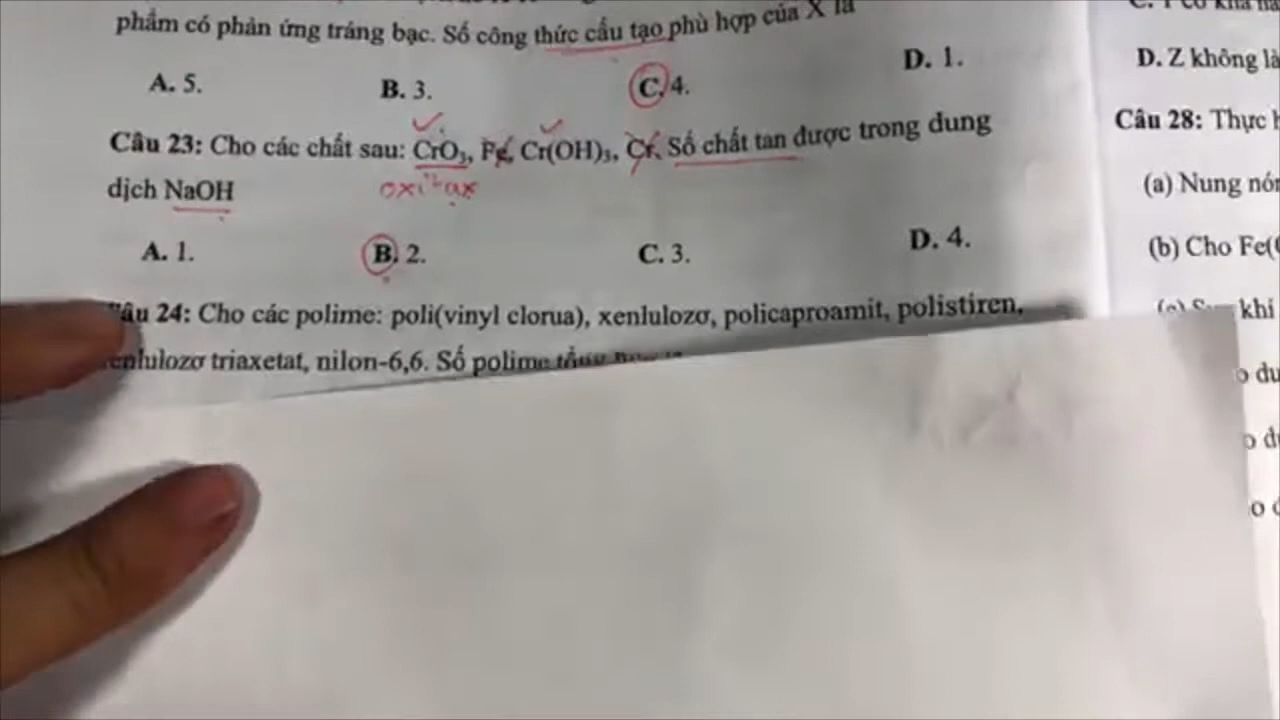 phẩm có phản ứng tráng bạc. Số công thức cấu tạo phù hợp của X là
A. 5. B. 3. C. 4. D. 1.
Câu 23: Cho các chất sau: CrO₃, Fe, Cr(OH)₃, Cr. Số chất tan được trong dung
dịch NaOH
oxit ax
A. 1. B. 2. C. 3. D. 4.
Câu 24: Cho các polime: poli(vinyl clorua), xenlulozơ, policaproamit, polistiren,
xenlulozơ triaxetat, nilon-6,6. Số polime tổng
D. Z không là
Câu 28: Thực
(a) Nung
(b) Cho Fe(
khí